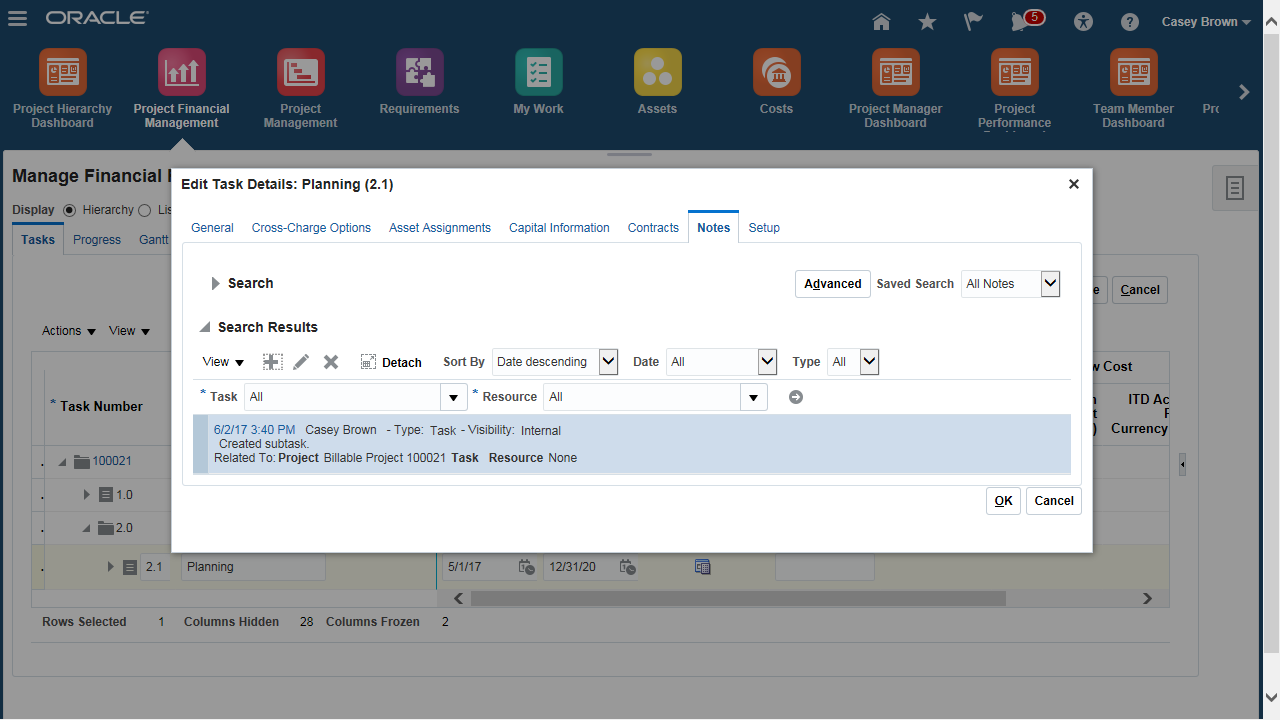 ORACLE
5
Casey Brown
Project Hierarchy Dashboard
Project Financial Management
Project Management
Requirements
My Work
Assets
Costs
Project Manager Dashboard
Project Performance
Team Member Dashboard
Manage Financial
Display Hierarchy
Tasks Progress Gantt
Edit Task Details: Planning (2.1)
General Cross-Charge Options Asset Assignments Capital Information Contracts Notes Setup
Search Advanced Saved Search All Notes
Cancel
Search Results
Actions View
View Detach Sort By Date descending Date All Type All
* Task All * Resource All
6/2/17 3:40 PM Casey Brown - Type: Task - Visibility: Internal
Created subtask.
Related To: Project Billable Project 100021 Task Resource None
OK Cancel
* Task Number
Cost
ITD Ac
Currency
100021
1.0
2.0
2.1 Planning 5/1/17 12/31/20
Rows Selected 1 Columns Hidden 28 Columns Frozen 2